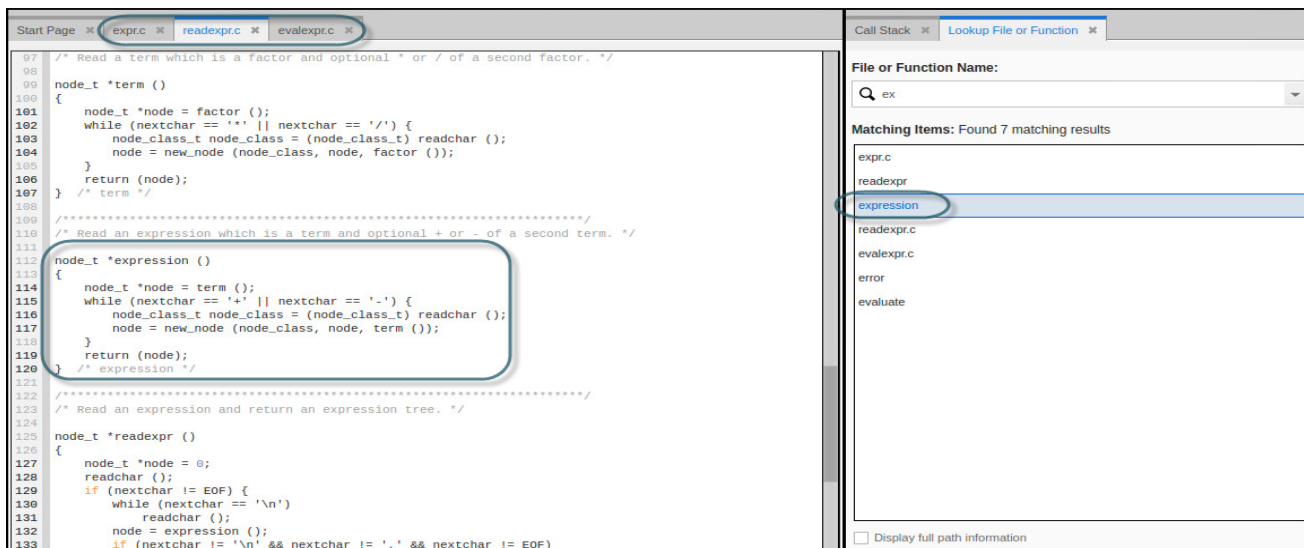 Start Page × expr.c × readexpr.c × evalexpr.c ×
97 /* Read a term which is a factor and optional * or / of a second factor. */
98
99 node_t *term ()
100 {
101     node_t *node = factor ();
102     while (nextchar == '*' || nextchar == '/') {
103         node_class_t node_class = (node_class_t) readchar ();
104         node = new_node (node_class, node, factor ());
105     }
106     return (node);
107 }  /* term */
108
109 /***********************************************************************/
110 /* Read an expression which is a term and optional + or - of a second term. */
111
112 node_t *expression ()
113 {
114     node_t *node = term ();
115     while (nextchar == '+' || nextchar == '-') {
116         node_class_t node_class = (node_class_t) readchar ();
117         node = new_node (node_class, node, term ());
118     }
119     return (node);
120 }  /* expression */
121
122 /***********************************************************************/
123 /* Read an expression and return an expression tree. */
124
125 node_t *readexpr ()
126 {
127     node_t *node = 0;
128     readchar ();
129     if (nextchar != EOF) {
130         while (nextchar == '\n')
131             readchar ();
132         node = expression ();
133         if (nextchar != '\n' && nextchar != '.' && nextchar != EOF)
Call Stack × Lookup File or Function ×
File or Function Name:
ex
Matching Items: Found 7 matching results
expr.c
readexpr
expression
readexpr.c
evalexpr.c
error
evaluate
Display full path information